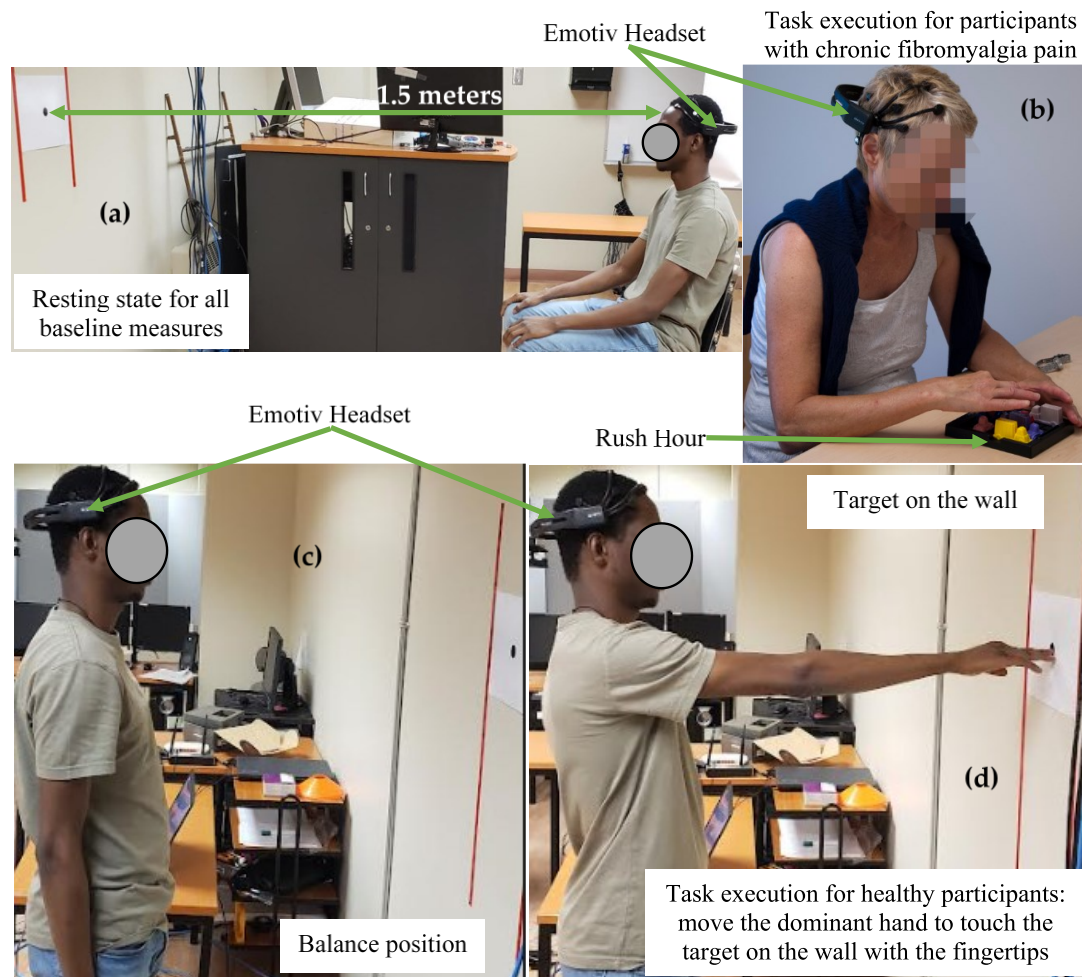 Emotiv Headset
Task execution for participants
with chronic fibromyalgia pain
1.5 meters
(a)
(b)
Resting state for all
baseline measures
Emotiv Headset
Rush Hour
Target on the wall
(c)
(d)
Balance position
Task execution for healthy participants:
move the dominant hand to touch the
target on the wall with the fingertips